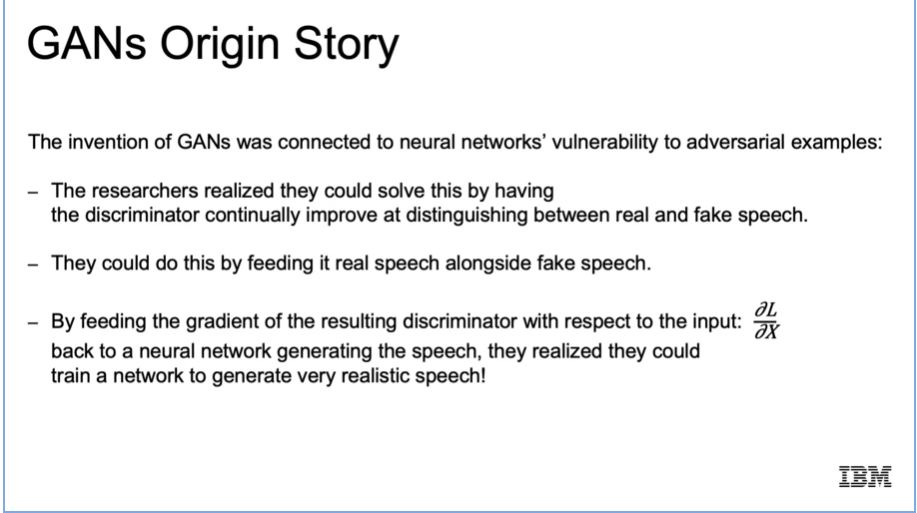 GANs Origin Story
The invention of GANs was connected to neural networks’ vulnerability to adversarial examples:
– The researchers realized they could solve this by having
the discriminator continually improve at distinguishing between real and fake speech.
– They could do this by feeding it real speech alongside fake speech.
– By feeding the gradient of the resulting discriminator with respect to the input: ∂L/∂X
back to a neural network generating the speech, they realized they could
train a network to generate very realistic speech!
IBM